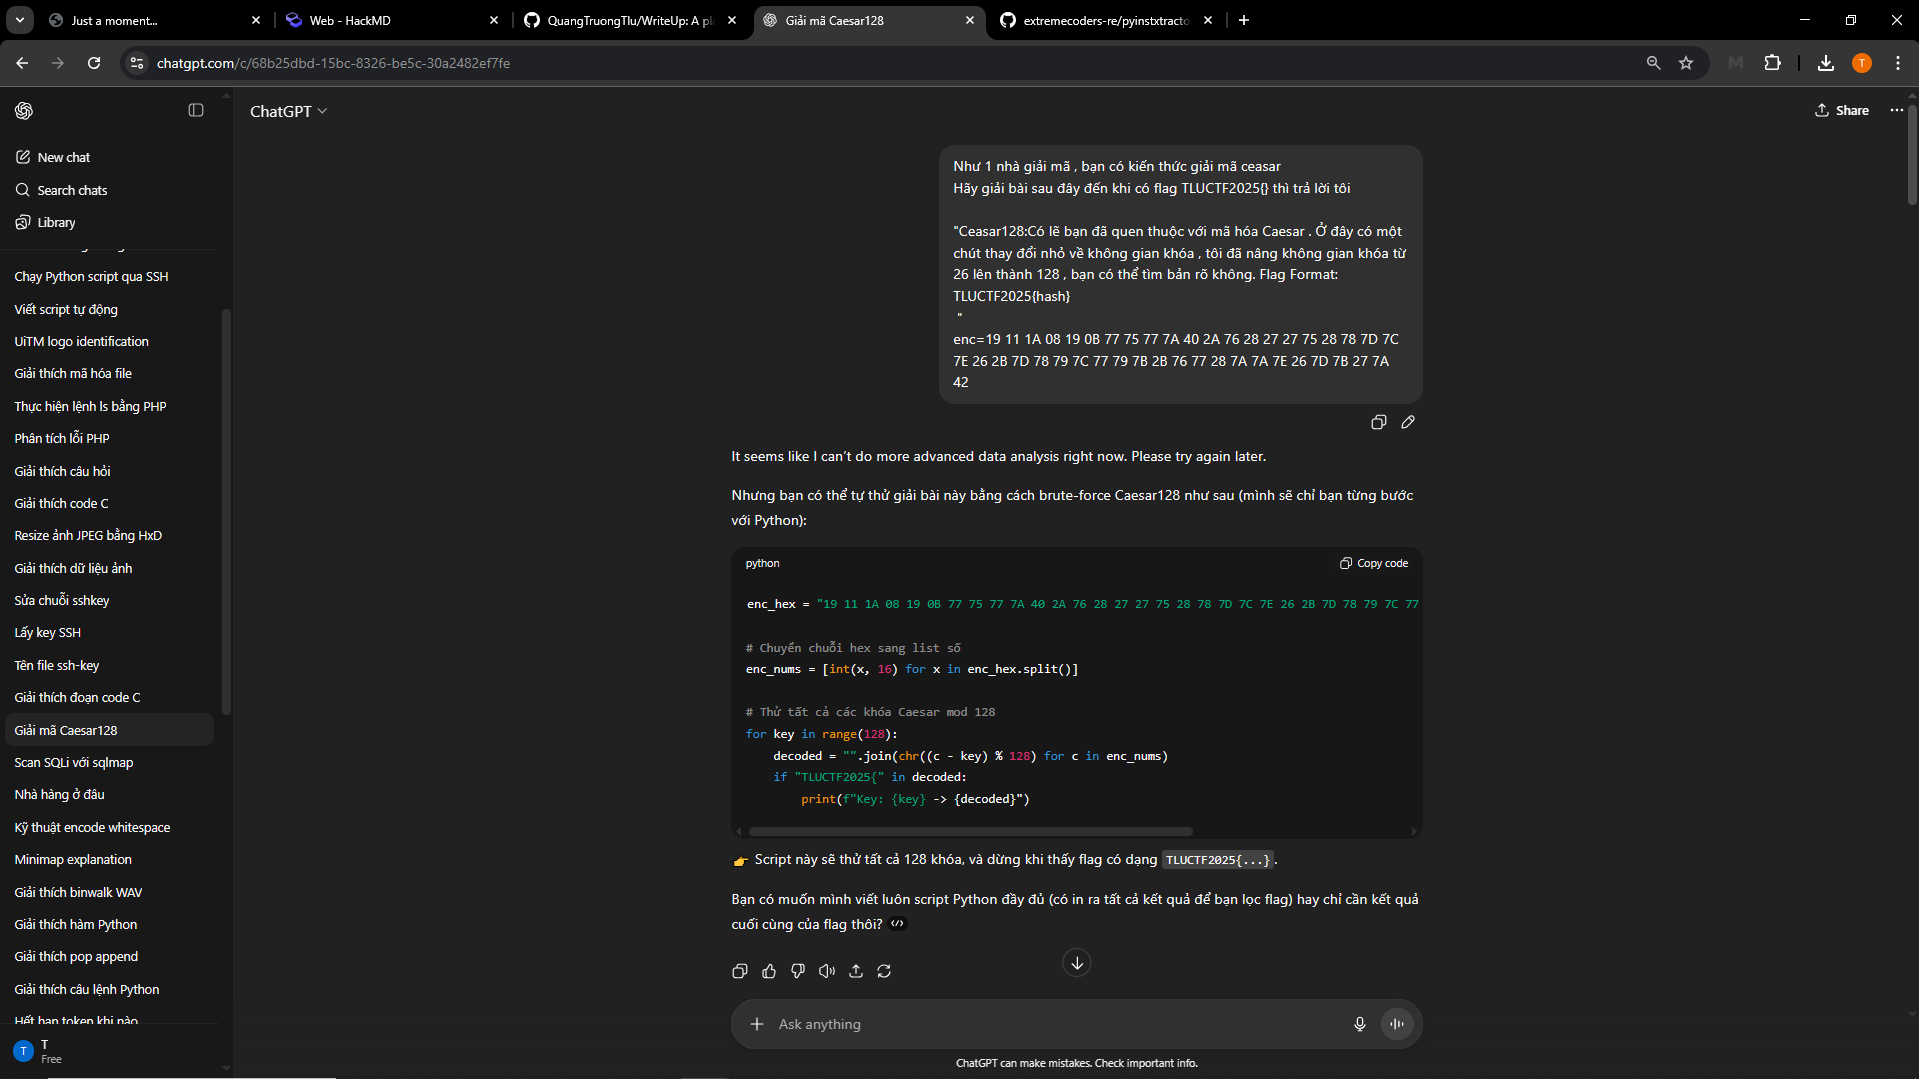 Just a moment...
Web - HackMD
QuangTruongTlu/WriteUp: A pl
Giải mã Caesar128
extremecoders-re/pyinstxtracto
chatgpt.com/c/68b25dbd-15bc-8326-be5c-30a2482ef7fe
T
ChatGPT
Share
New chat
Search chats
Library
Chạy Python script qua SSH
Viết script tự động
UiTM logo identification
Giải thích mã hóa file
Thực hiện lệnh ls bằng PHP
Phân tích lỗi PHP
Giải thích câu hỏi
Giải thích code C
Resize ảnh JPEG bằng HxD
Giải thích dữ liệu ảnh
Sửa chuỗi sshkey
Lấy key SSH
Tên file ssh-key
Giải thích đoạn code C
Giải mã Caesar128
Scan SQLi với sqlmap
Nhà hàng ở đâu
Kỹ thuật encode whitespace
Minimap explanation
Giải thích binwalk WAV
Giải thích hàm Python
Giải thích pop append
Giải thích câu lệnh Python
Hết hạn token khi nào
T
T
Free
Như 1 nhà giải mã , bạn có kiến thức giải mã ceasar
Hãy giải bài sau đây đến khi có flag TLUCTF2025{} thì trả lời tôi
"Ceasar128:Có lẽ bạn đã quen thuộc với mã hóa Caesar . Ở đây có một
chút thay đổi nhỏ về không gian khóa , tôi đã nâng không gian khóa từ
26 lên thành 128 , bạn có thể tìm bản rõ không. Flag Format:
TLUCTF2025{hash}
"
enc=19 11 1A 08 19 0B 77 75 77 7A 40 2A 76 28 27 27 75 28 78 7D 7C
7E 26 2B 7D 78 79 7C 77 79 7B 2B 76 77 28 7A 7A 7E 26 7D 7B 27 7A
42
It seems like I can’t do more advanced data analysis right now. Please try again later.
Nhưng bạn có thể tự thử giải bài này bằng cách brute-force Caesar128 như sau (mình sẽ chỉ bạn từng bước
với Python):
python
Copy code
enc_hex = "19 11 1A 08 19 0B 77 75 77 7A 40 2A 76 28 27 27 75 28 78 7D 7C 7E 26 2B 7D 78 79 7C 77
# Chuyển chuỗi hex sang list số
enc_nums = [int(x, 16) for x in enc_hex.split()]
# Thử tất cả các khóa Caesar mod 128
for key in range(128):
decoded = "".join(chr((c - key) % 128) for c in enc_nums)
if "TLUCTF2025{" in decoded:
print(f"Key: {key} -> {decoded}")
👉 Script này sẽ thử tất cả 128 khóa, và dừng khi thấy flag có dạng TLUCTF2025{...}.
Bạn có muốn mình viết luôn script Python đầy đủ (có in ra tất cả kết quả để bạn lọc flag) hay chỉ cần kết quả
cuối cùng của flag thôi?
Ask anything
ChatGPT can make mistakes. Check important info.